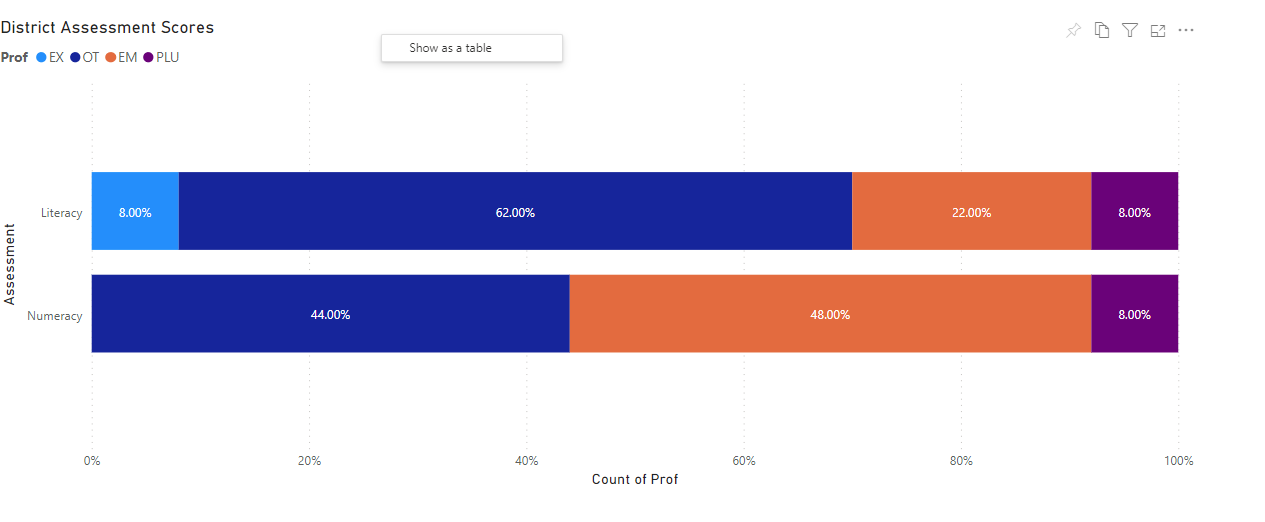 District Assessment Scores
Show as a table
Prof EX OT EM PLU
Assessment
Literacy 8.00% 62.00% 22.00% 8.00%
Numeracy 44.00% 48.00% 8.00%
0% 20% 40% 60% 80% 100%
Count of Prof